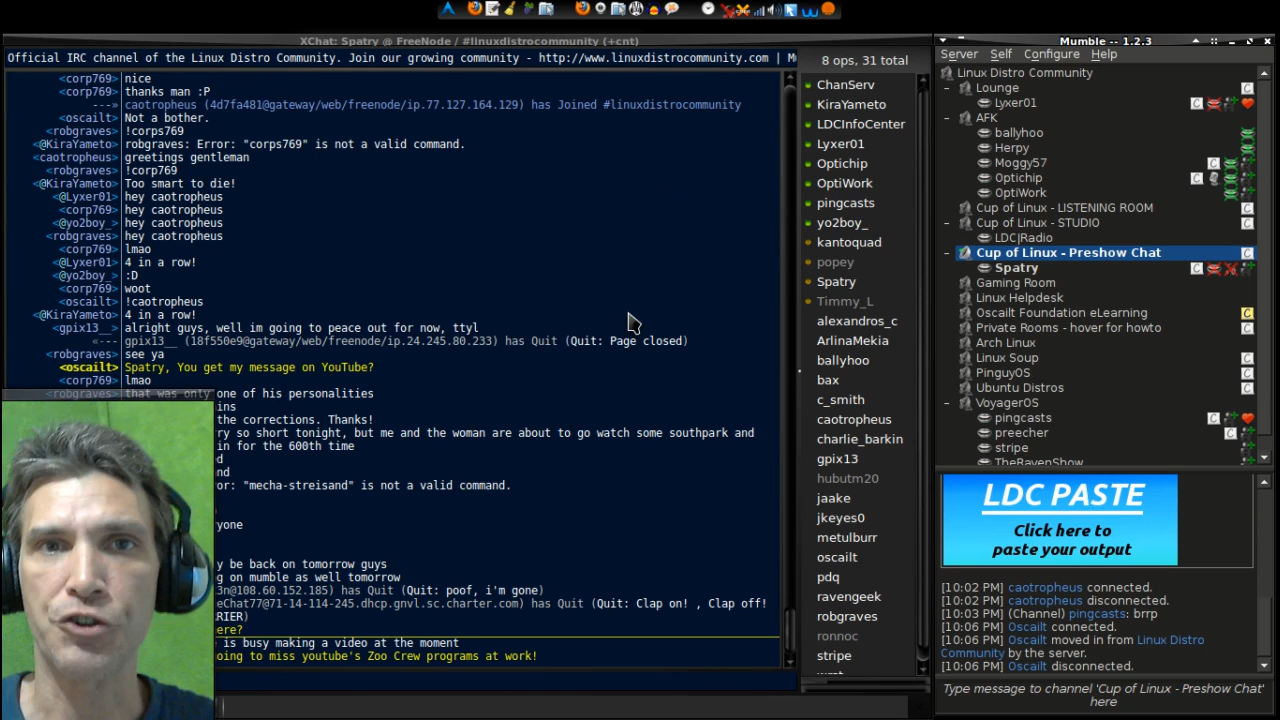 XChat: Spatry @ FreeNode / #linuxdistrocommunity (+cnt)
Official IRC channel of the Linux Distro Community. Join our growing community - http://www.linuxdistrocommunity.com | Mu
<corp769> nice
<corp769> thanks man :P
---» caotropheus (4d7fa481@gateway/web/freenode/ip.77.127.164.129) has Joined #linuxdistrocommunity
<oscailt> Not a bother.
<robgraves> !corps769
<@KiraYameto> robgraves: Error: "corps769" is not a valid command.
<caotropheus> greetings gentleman
<robgraves> !corp769
<@KiraYameto> Too smart to die!
<@Lyxer01> hey caotropheus
<corp769> hey caotropheus
<@yo2boy_> hey caotropheus
<robgraves> hey caotropheus
<corp769> lmao
<@Lyxer01> 4 in a row!
<@yo2boy_> :D
<corp769> woot
<oscailt> !caotropheus
<@KiraYameto> 4 in a row!
<gpix13__> alright guys, well im going to peace out for now, ttyl
«--- gpix13__ (18f550e9@gateway/web/freenode/ip.24.245.80.233) has Quit (Quit: Page closed)
<robgraves> see ya
<oscailt> Spatry, You get my message on YouTube?
<corp769> lmao
<robgraves> that was only one of his personalities
ins
the corrections. Thanks!
ry so short tonight, but me and the woman are about to go watch some southpark and
in for the 600th time
d
nd
or: "mecha-streisand" is not a valid command.
yone
y be back on tomorrow guys
g on mumble as well tomorrow
3n@108.60.152.185) has Quit (Quit: poof, i'm gone)
eChat77@71-14-114-245.dhcp.gnvl.sc.charter.com) has Quit (Quit: Clap on! , Clap off!
RIER)
ere?
is busy making a video at the moment
oing to miss youtube's Zoo Crew programs at work!
8 ops, 31 total
ChanServ
KiraYameto
LDCInfoCenter
Lyxer01
Optichip
OptiWork
pingcasts
yo2boy_
kantoquad
popey
Spatry
Timmy_L
alexandros_c
ArlinaMekia
ballyhoo
bax
c_smith
caotropheus
charlie_barkin
gpix13
hubutm20
jaake
jkeyes0
metulburr
oscailt
pdq
ravengeek
robgraves
ronnoc
stripe
Mumble -- 1.2.3
Server Self Configure Help
Linux Distro Community
Lounge
Lyxer01
AFK
ballyhoo
Herpy
Moggy57
Optichip
OptiWork
Cup of Linux - LISTENING ROOM
Cup of Linux - STUDIO
LDC|Radio
Cup of Linux - Preshow Chat
Spatry
Gaming Room
Linux Helpdesk
Oscailt Foundation eLearning
Private Rooms - hover for howto
Arch Linux
Linux Soup
PinguyOS
Ubuntu Distros
VoyagerOS
pingcasts
preecher
stripe
TheRavenShow
LDC PASTE
Click here to
paste your output
[10:02 PM] caotropheus connected.
[10:02 PM] caotropheus disconnected.
[10:03 PM] (Channel) pingcasts: brrp
[10:06 PM] Oscailt connected.
[10:06 PM] Oscailt moved in from Linux Distro
Community by the server.
[10:06 PM] Oscailt disconnected.
Type message to channel 'Cup of Linux - Preshow Chat'
here